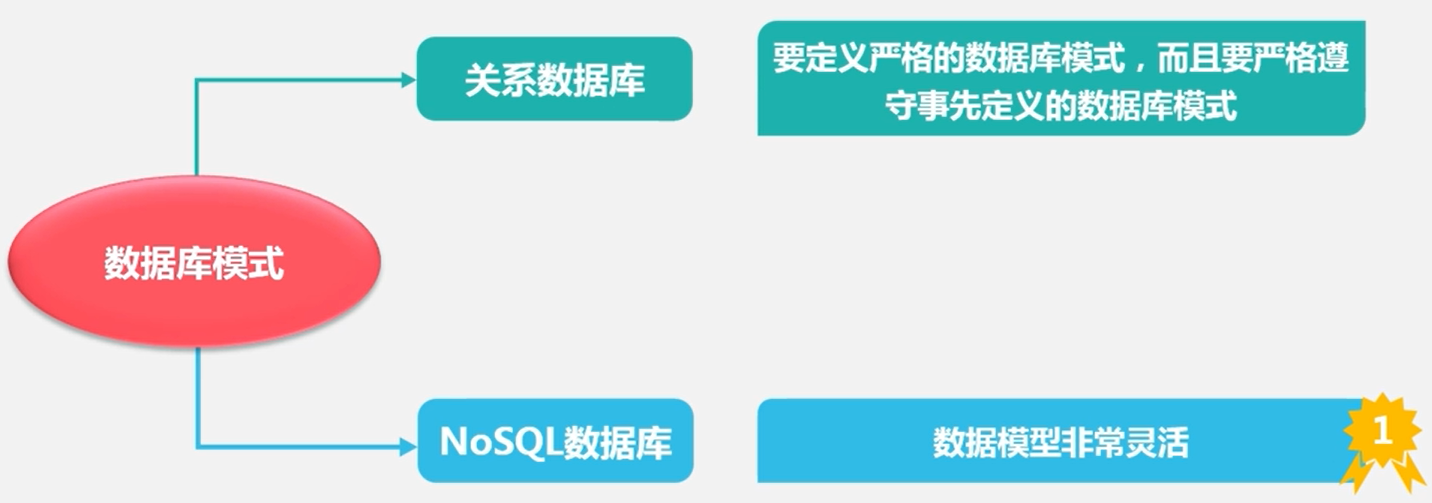 关系数据库
要定义严格的数据库模式，而且要严格遵
守事先定义的数据库模式
数据库模式
NoSQL数据库
数据模型非常灵活
1